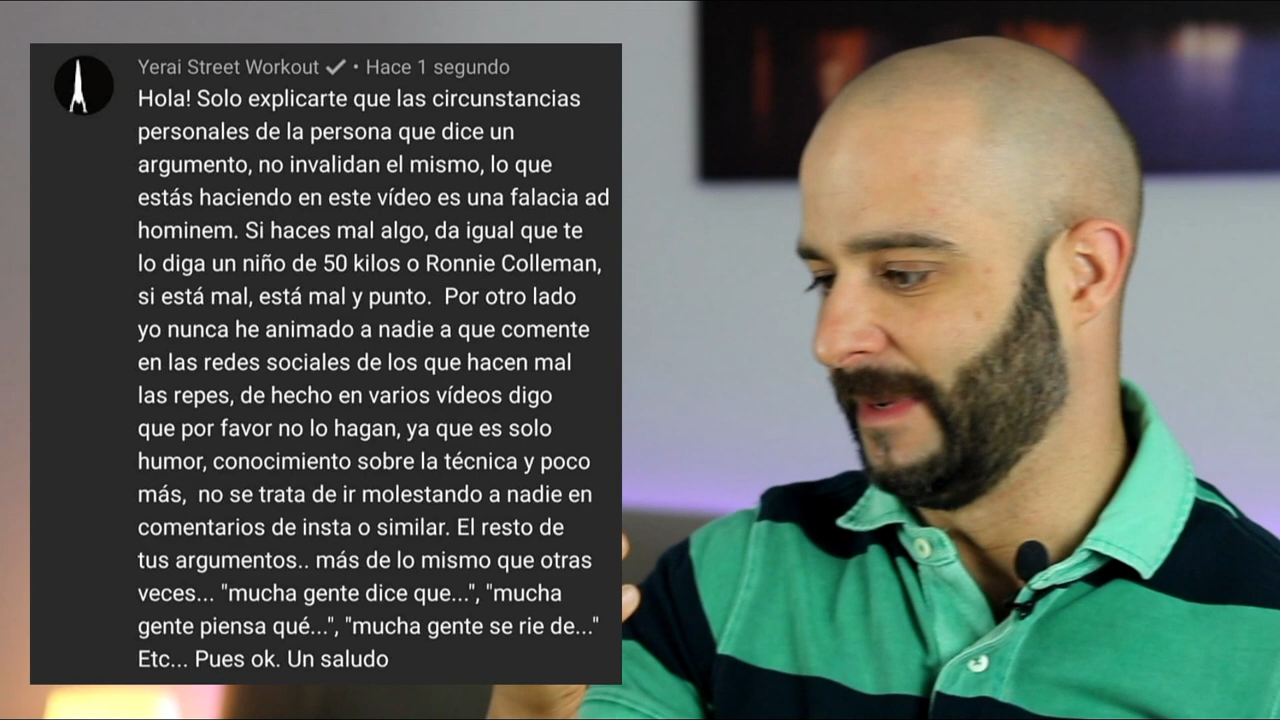 Yerai Street Workout ✔ • Hace 1 segundo
Hola! Solo explicarte que las circunstancias
personales de la persona que dice un
argumento, no invalidan el mismo, lo que
estás haciendo en este vídeo es una falacia ad
hominem. Si haces mal algo, da igual que te
lo diga un niño de 50 kilos o Ronnie Colleman,
si está mal, está mal y punto.  Por otro lado
yo nunca he animado a nadie a que comente
en las redes sociales de los que hacen mal
las repes, de hecho en varios vídeos digo
que por favor no lo hagan, ya que es solo
humor, conocimiento sobre la técnica y poco
más,  no se trata de ir molestando a nadie en
comentarios de insta o similar. El resto de
tus argumentos.. más de lo mismo que otras
veces... "mucha gente dice que...", "mucha
gente piensa qué...", "mucha gente se rie de..."
Etc... Pues ok. Un saludo